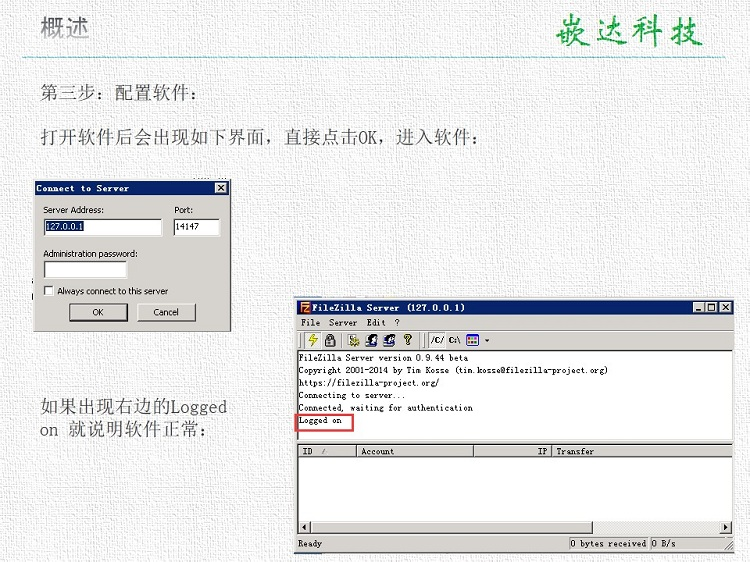 概述
嵌达科技
第三步：配置软件：
打开软件后会出现如下界面，直接点击OK，进入软件：
Connect to Server
Server Address:
Port:
127.0.0.1
14147
Administration password:
Always connect to this server
OK
Cancel
FileZilla Server (127.0.0.1)
File Server Edit ?
/C/ C:\
FileZilla Server version 0.9.44 beta
Copyright 2001-2014 by Tim Kosse (tim.kosse@filezilla-project.org)
https://filezilla-project.org/
Connecting to server...
Connected, waiting for authentication
Logged on
如果出现右边的Logged
on 就说明软件正常：
ID / Account IP Transfer
Ready
0 bytes received 0 B/s